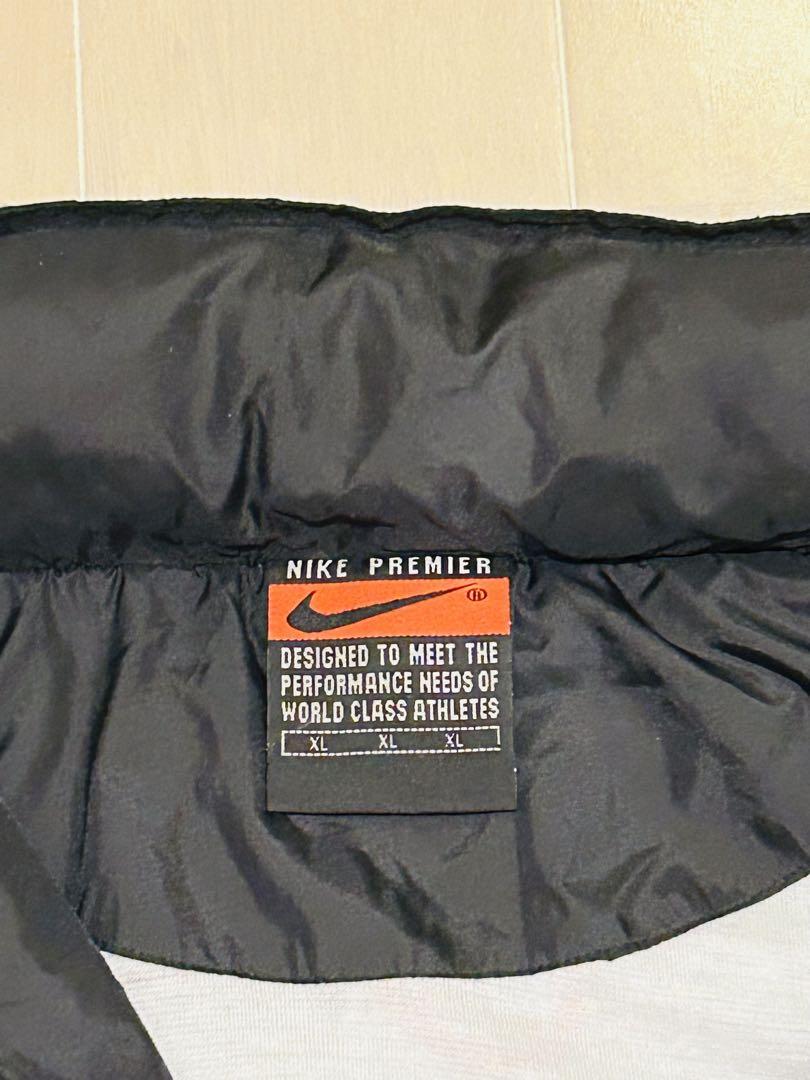 NIKE PREMIER
®
DESIGNED TO MEET THE
PERFORMANCE NEEDS OF
WORLD CLASS ATHLETES
XL XL XL